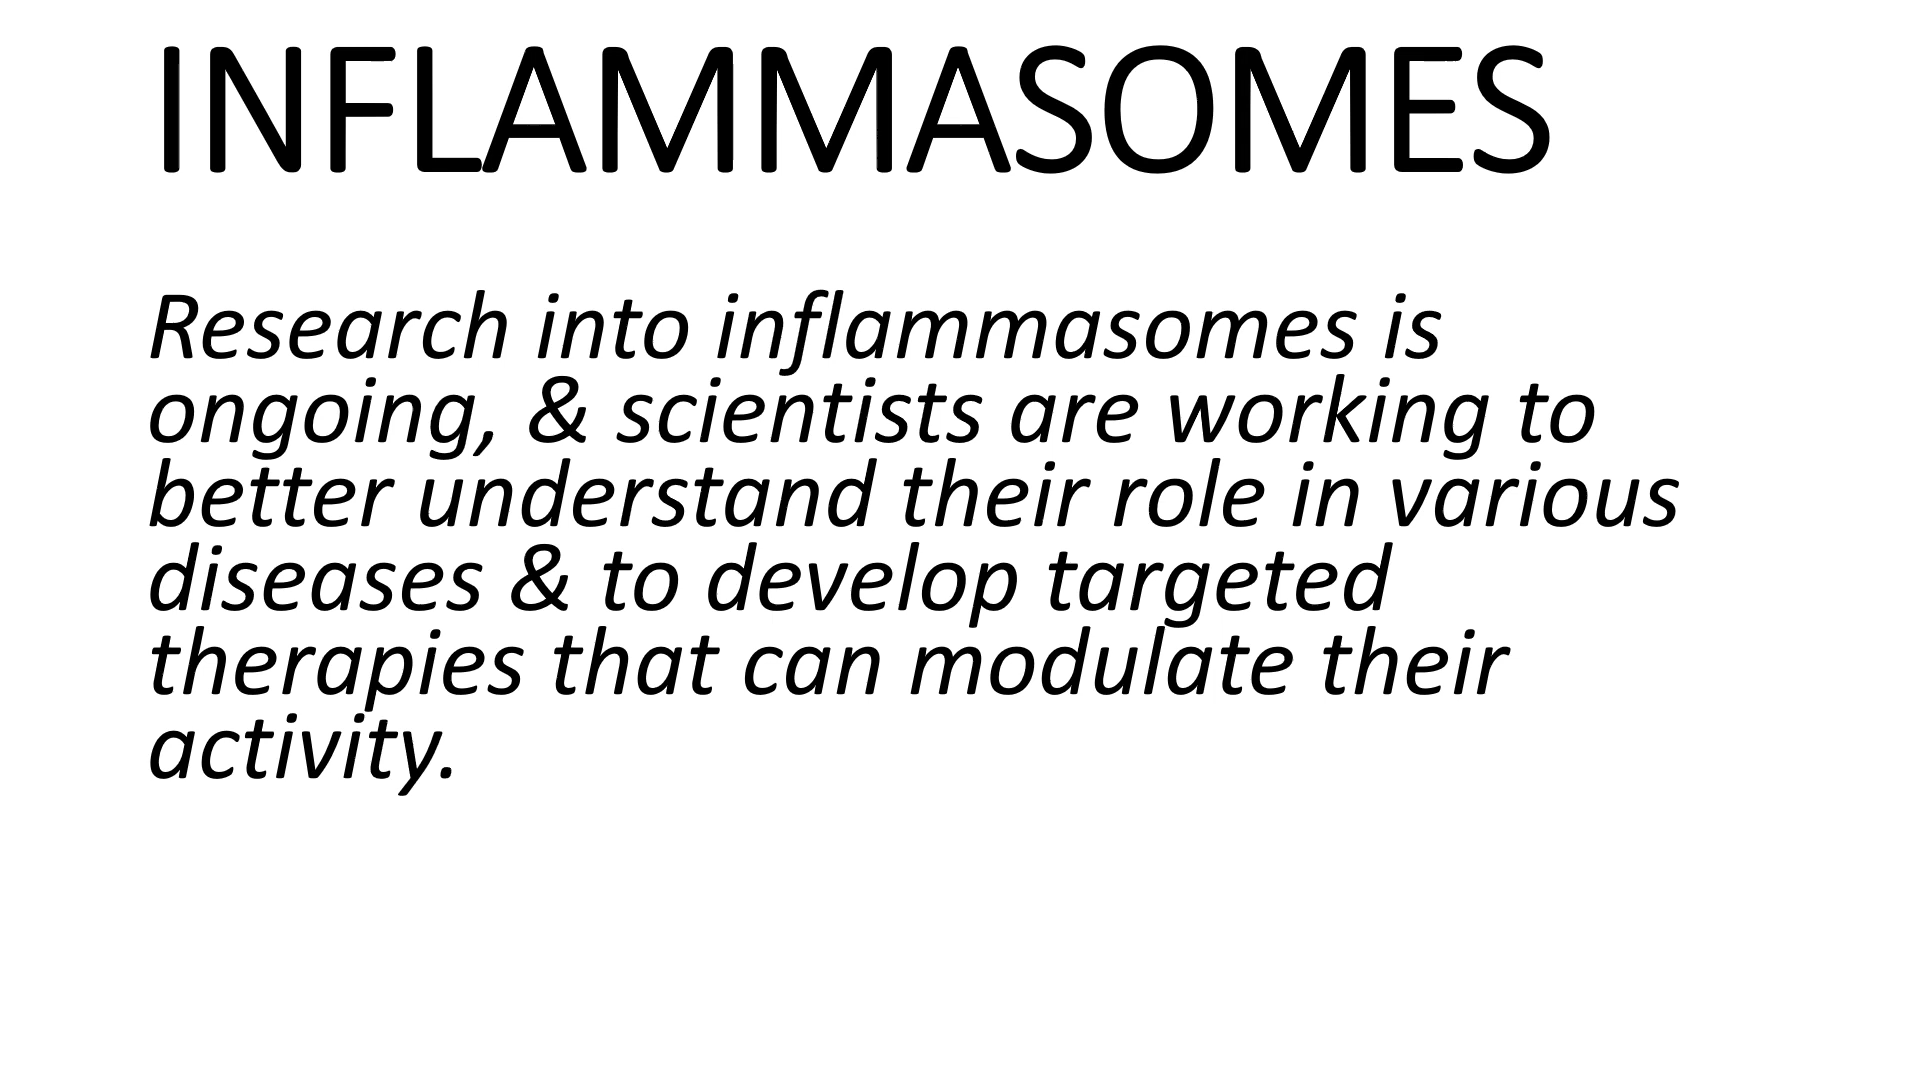 INFLAMMASOMES
Research into inflammasomes is
ongoing, & scientists are working to
better understand their role in various
diseases & to develop targeted
therapies that can modulate their
activity.